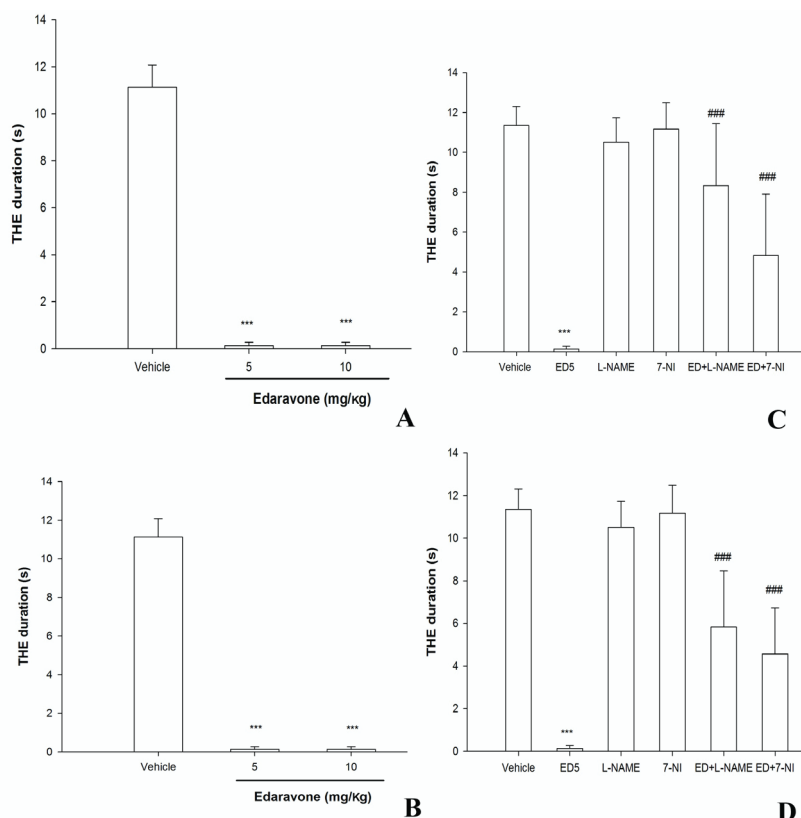 14
12
10
8
6
4
2
0
THE duration (s)
***
***
Vehicle
5
10
Edaravone (mg/Kg)
A
14
12
10
8
6
4
2
0
THE duration (s)
###
###
***
Vehicle
ED5
L-NAME
7-NI
ED+L-NAME
ED+7-NI
C
14
12
10
8
6
4
2
0
THE duration (s)
***
***
Vehicle
5
10
Edaravone (mg/Kg)
B
14
12
10
8
6
4
2
0
THE duration (s)
###
###
***
Vehicle
ED5
L-NAME
7-NI
ED+L-NAME
ED+7-NI
D